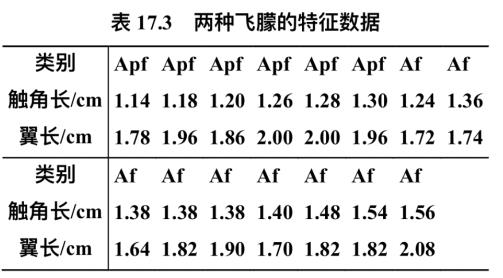 表 17.3 两种飞朦的特征数据
类别 Apf Apf Apf Apf Apf Apf Af Af
触角长/cm 1.14 1.18 1.20 1.26 1.28 1.30 1.24 1.36
翼长/cm 1.78 1.96 1.86 2.00 2.00 1.96 1.72 1.74
类别 Af Af Af Af Af Af Af
触角长/cm 1.38 1.38 1.38 1.40 1.48 1.54 1.56
翼长/cm 1.64 1.82 1.90 1.70 1.82 1.82 2.08